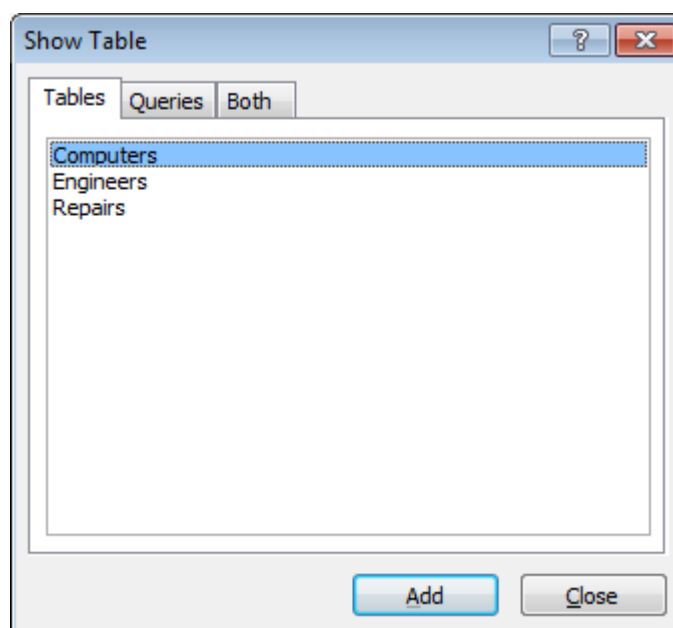 Show Table
?
Tables Queries Both
Computers
Engineers
Repairs
Add Close